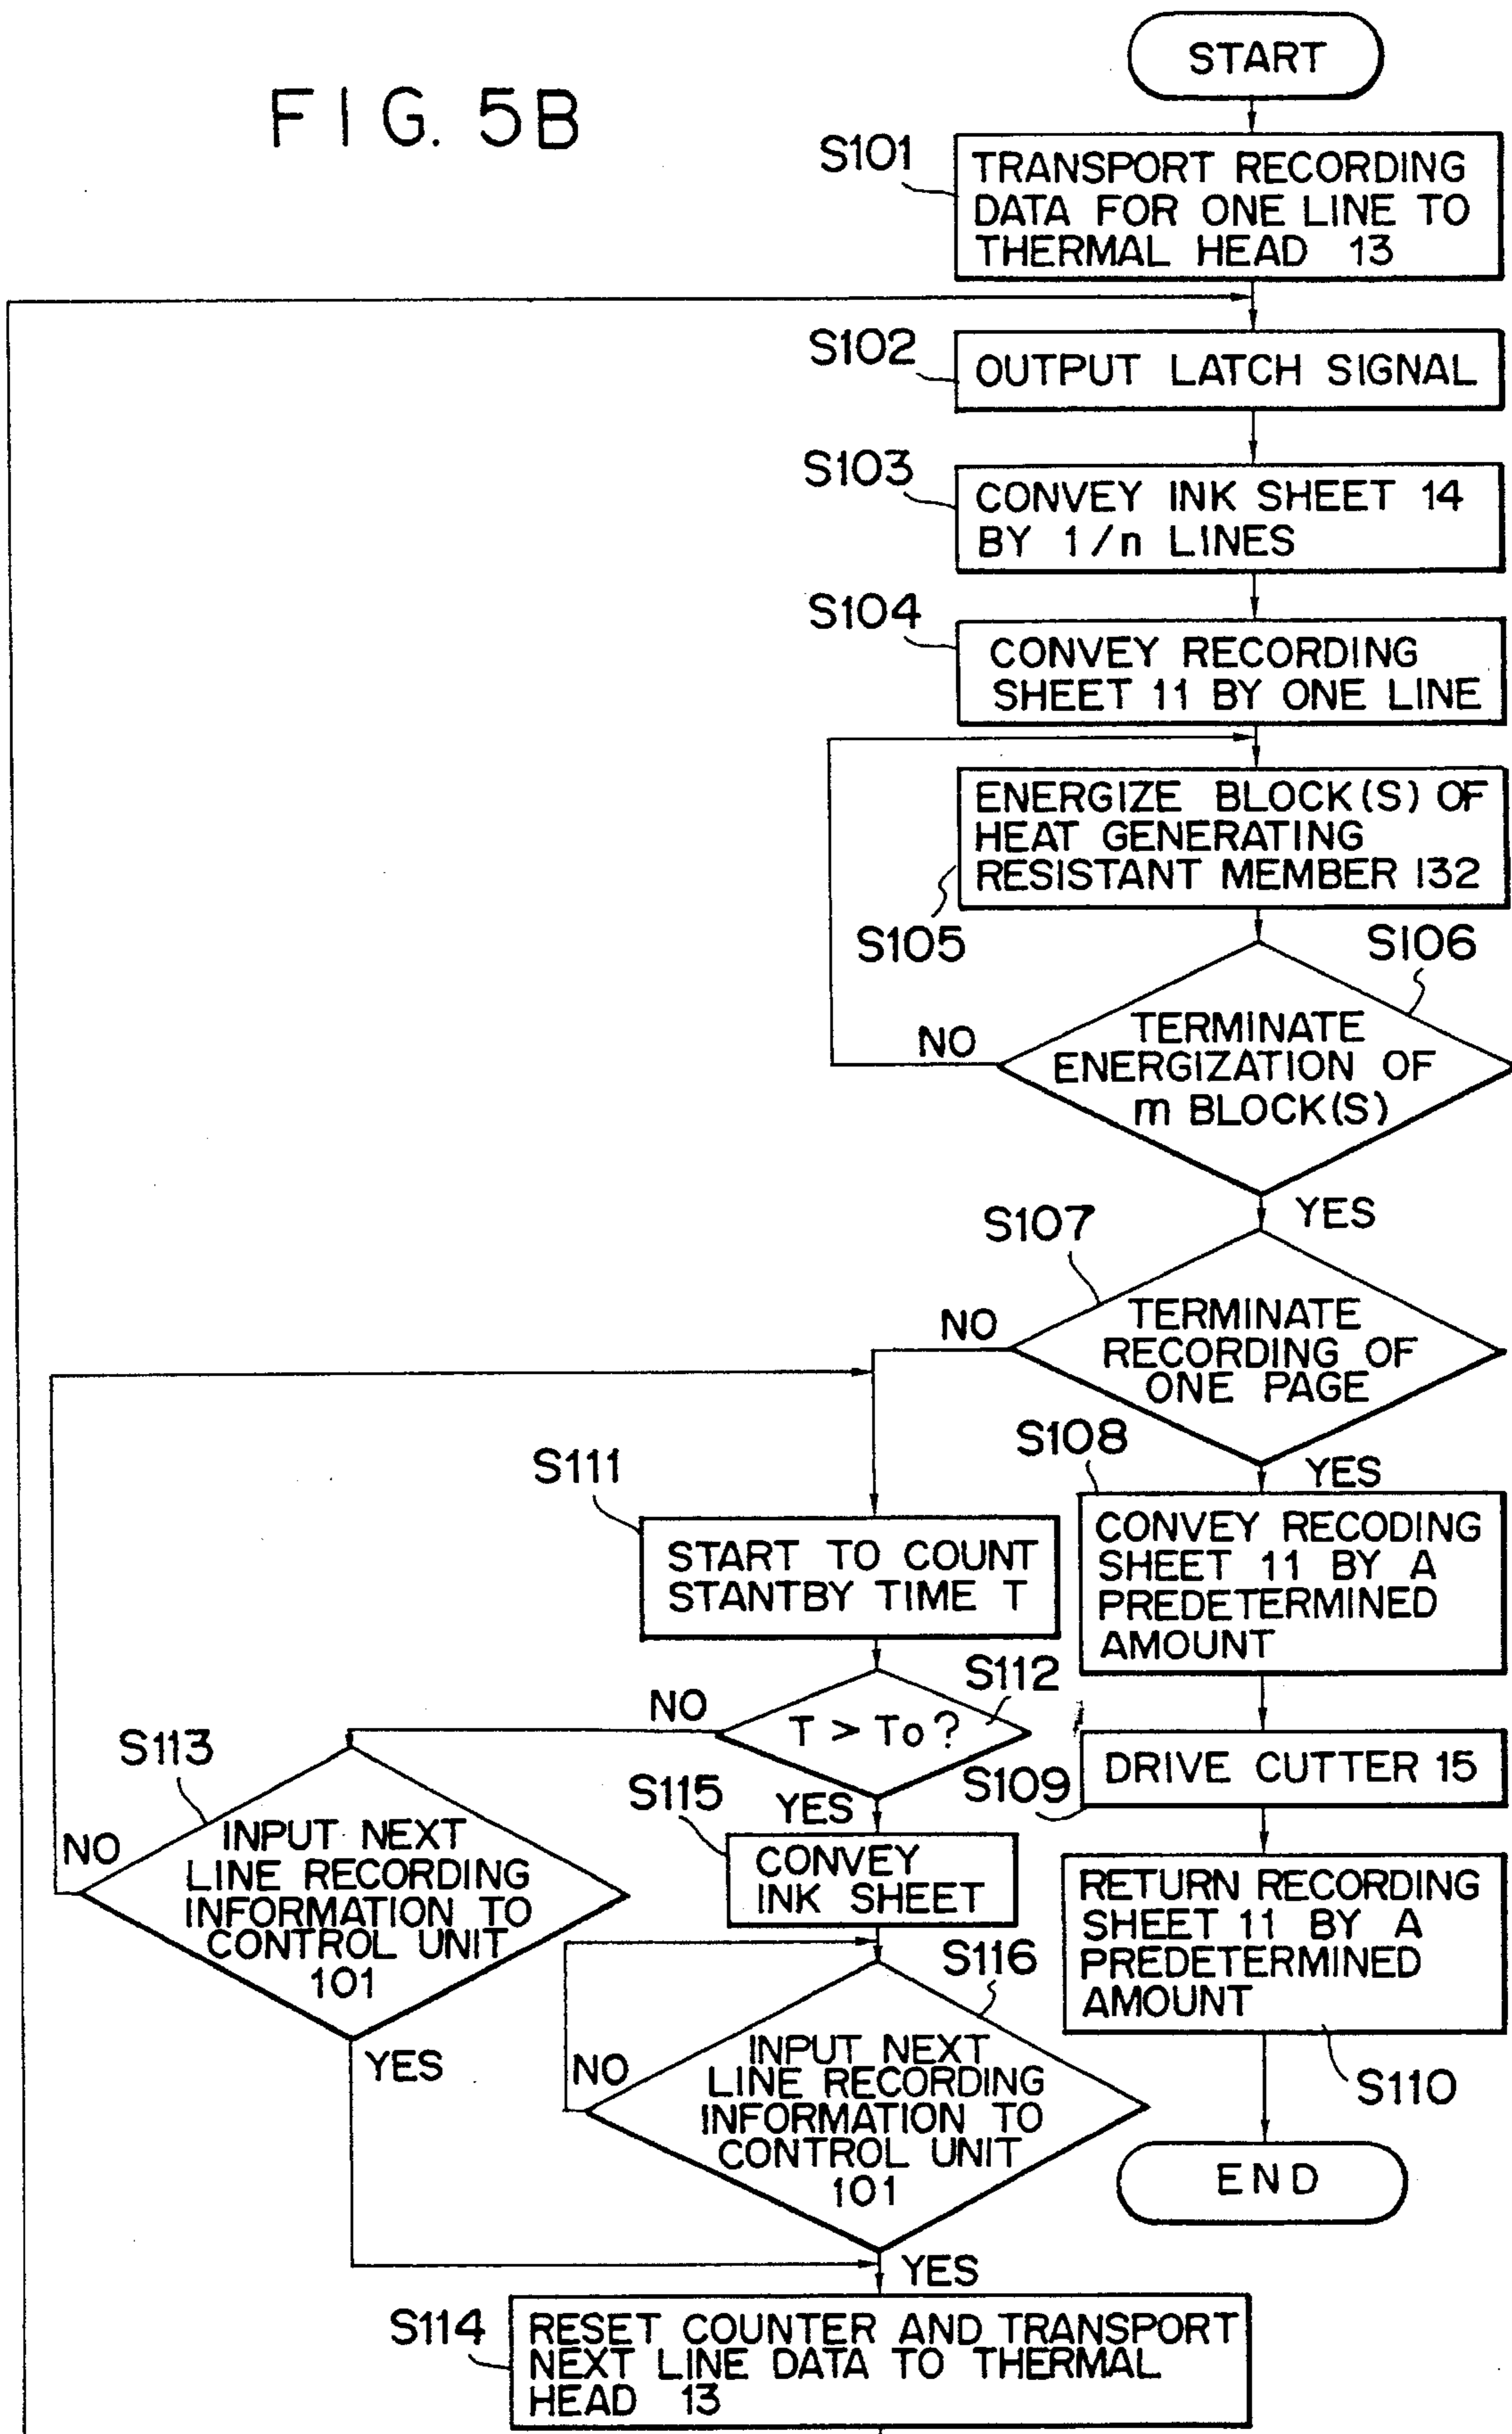 FIG. 5B
START
S101
TRANSPORT RECORDING
DATA FOR ONE LINE TO
THERMAL HEAD 13
S102
OUTPUT LATCH SIGNAL
S103
CONVEY INK SHEET 14
BY 1/n LINES
S104
CONVEY RECORDING
SHEET 11 BY ONE LINE
ENERGIZE BLOCK(S) OF
HEAT GENERATING
RESISTANT MEMBER 132
S105
S106
TERMINATE
ENERGIZATION OF
m BLOCK(S)
NO
YES
S107
TERMINATE
RECORDING OF
ONE PAGE
NO
YES
S108
CONVEY RECODING
SHEET 11 BY A
PREDETERMINED
AMOUNT
S111
START TO COUNT
STANTBY TIME T
S112
T > To?
NO
YES
S109
DRIVE CUTTER 15
S113
INPUT NEXT
LINE RECORDING
INFORMATION TO
CONTROL UNIT
101
NO
YES
S115
CONVEY
INK SHEET
RETURN RECORDING
SHEET 11 BY A
PREDETERMINED
AMOUNT
S110
S116
INPUT NEXT
LINE RECORDING
INFORMATION TO
CONTROL UNIT
101
NO
YES
END
S114
RESET COUNTER AND TRANSPORT
NEXT LINE DATA TO THERMAL
HEAD 13